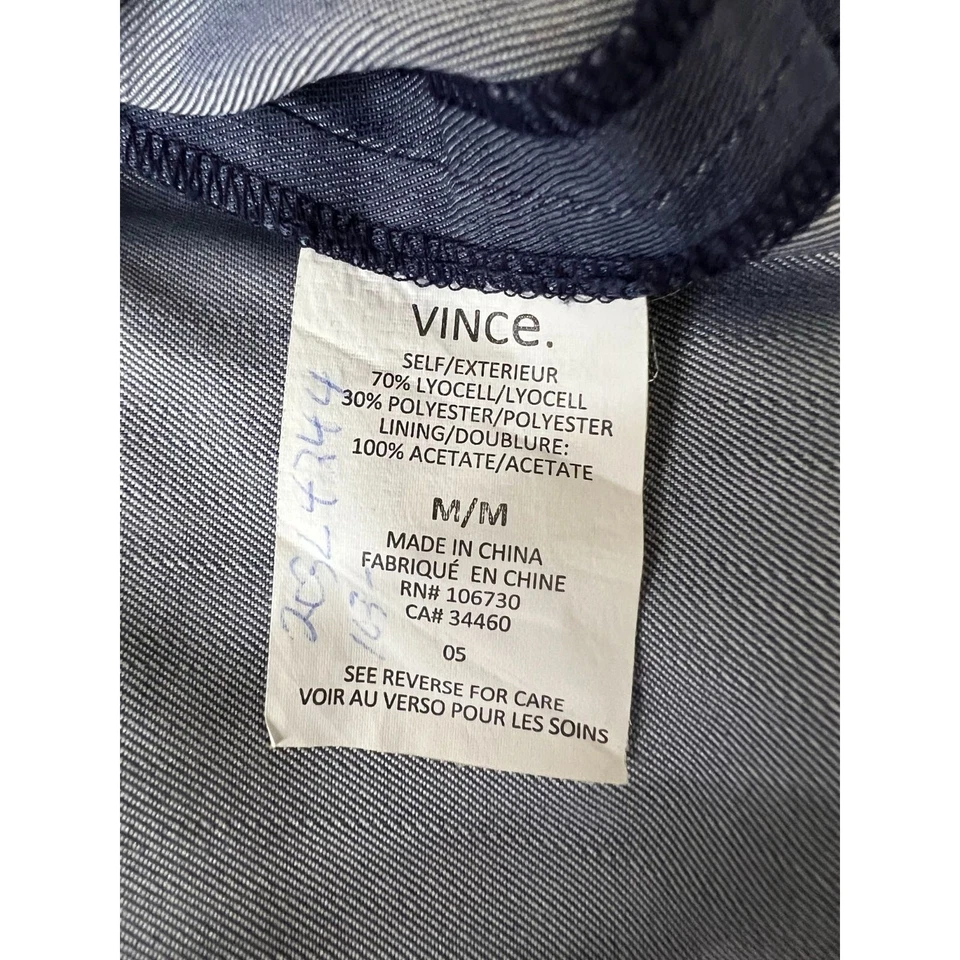 VINCe.
SELF/EXTERIEUR
70% LYOCELL/LYOCELL
30% POLYESTER/POLYESTER
LINING/DOUBLURE:
100% ACETATE/ACETATE
M/M
MADE IN CHINA
FABRIQUÉ EN CHINE
RN# 106730
CA# 34460
05
SEE REVERSE FOR CARE
VOIR AU VERSO POUR LES SOINS